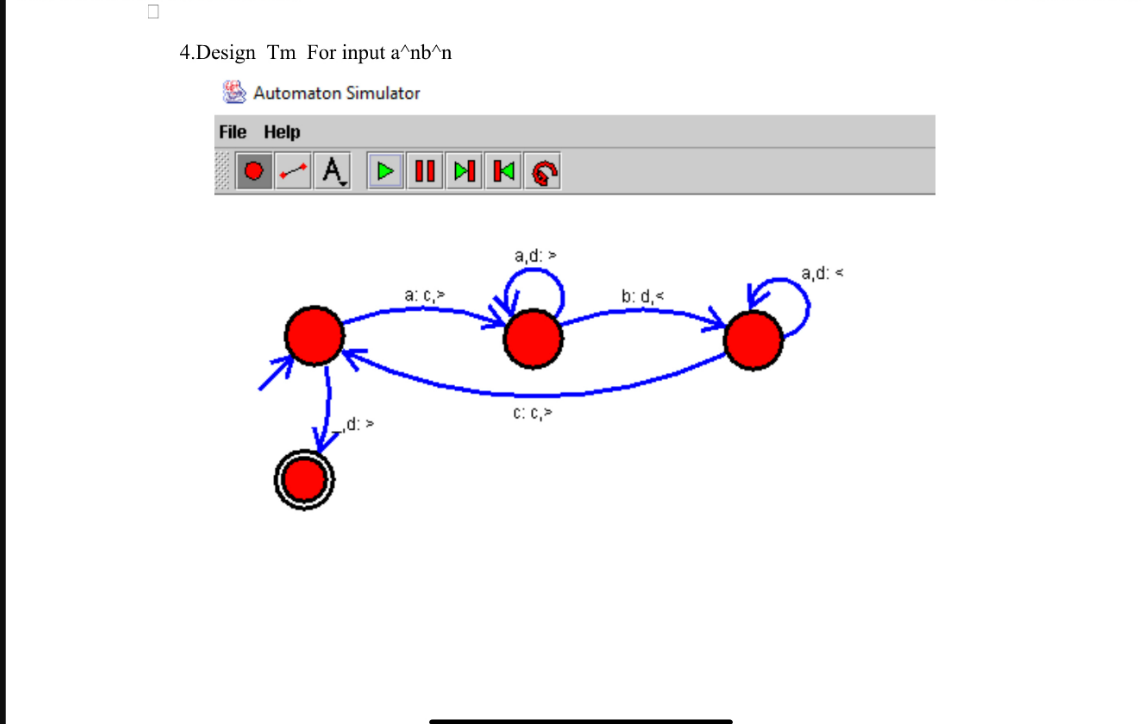 4.Design Tm For input a^nb^n
Automaton Simulator
File Help
A
a,d: >
a,d: <
a: c,>
b: d,<
c: c,>
_,d: >